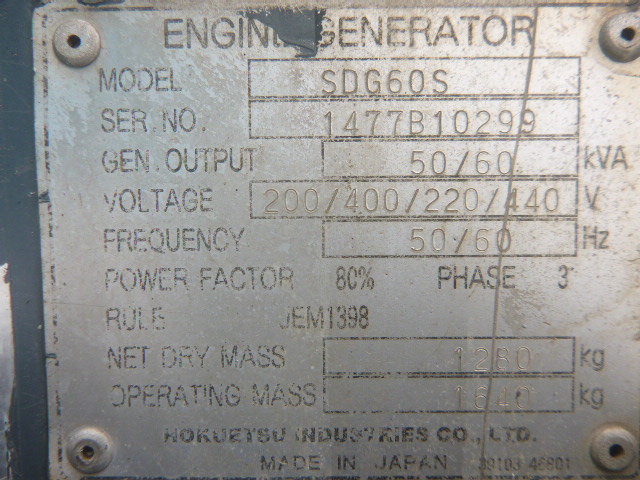 ENGINE GENERATOR
MODEL SDG60S
SER.NO. 1477B10299
GEN.OUTPUT 50/60 kVA
VOLTAGE 200/400/220/440 V
FREQUENCY 50/60 Hz
POWER FACTOR 80% PHASE 3
RULE JEM1398
NET DRY MASS 1280 kg
OPERATING MASS 1640 kg
HOKUETSU INDUSTRIES CO., LTD.
MADE IN JAPAN